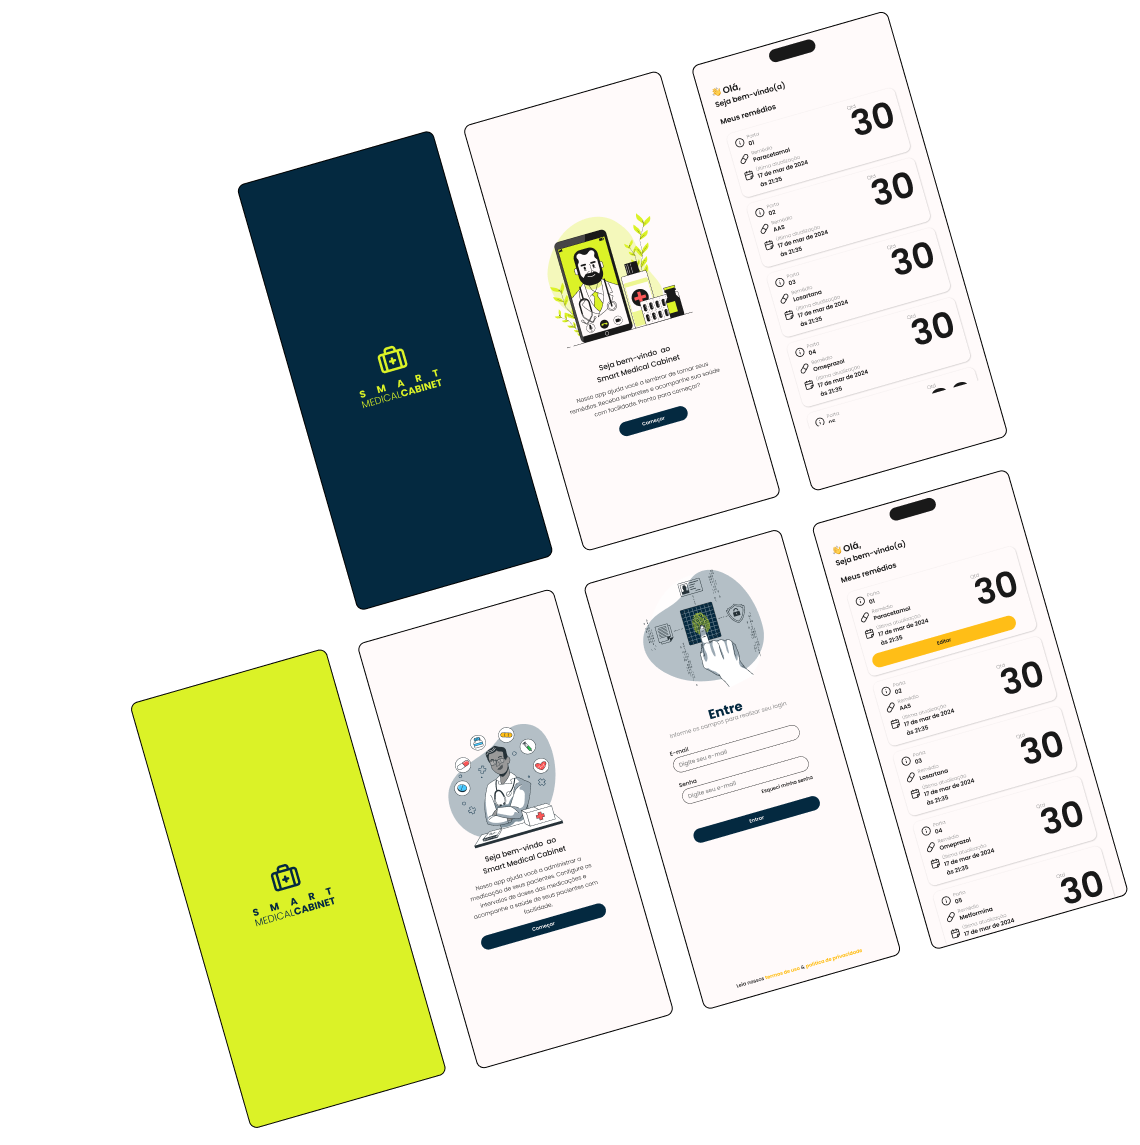 S M A R T
MEDICALCABINET
Seja bem-vindo ao
Smart Medical Cabinet
Nosso app ajuda você a lembrar de tomar seus
remédios. Receba lembretes e acompanhe sua saúde
com facilidade. Pronto para começar?
Começar
👋 Olá,
Seja bem-vindo(a)
Meus remédios
Porta
01
Remédio
Paracetamol
Última atualização
17 de mar de 2024
às 21:35
Qtd
30
Porta
02
Remédio
AAS
Última atualização
17 de mar de 2024
às 21:35
Qtd
30
Porta
03
Remédio
Losartana
Última atualização
17 de mar de 2024
às 21:35
Qtd
30
Porta
04
Remédio
Omeprazol
Última atualização
17 de mar de 2024
às 21:35
Qtd
30
Porta
Qtd
S M A R T
MEDICALCABINET
Seja bem-vindo ao
Smart Medical Cabinet
Nosso app ajuda você a administrar a
medicação de seus pacientes. Configure os
intervalos de doses das medicações e
acompanhe a saúde de seus pacientes com
facilidade.
Começar
Entre
Informe os campos para realizar seu login
E-mail
Digite seu e-mail
Senha
Digite seu e-mail
Esqueci minha senha
Entrar
Leia nossos termos de uso & política de privacidade
👋 Olá,
Seja bem-vindo(a)
Meus remédios
Porta
01
Remédio
Paracetamol
Última atualização
17 de mar de 2024
às 21:35
Qtd
30
Editar
Porta
02
Remédio
AAS
Última atualização
17 de mar de 2024
às 21:35
Qtd
30
Porta
03
Remédio
Losartana
Última atualização
17 de mar de 2024
às 21:35
Qtd
30
Porta
04
Remédio
Omeprazol
Última atualização
17 de mar de 2024
às 21:35
Qtd
30
Porta
05
Remédio
Metformina
Última atualização
17 de mar de 2024
Qtd
30